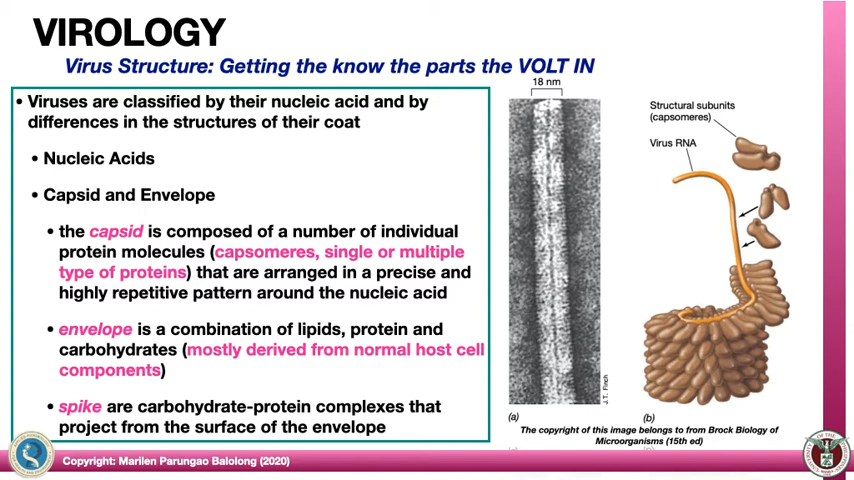 VIROLOGY
Virus Structure: Getting the know the parts the VOLT IN
• Viruses are classified by their nucleic acid and by
differences in the structures of their coat
• Nucleic Acids
• Capsid and Envelope
• the capsid is composed of a number of individual
protein molecules (capsomeres, single or multiple
type of proteins) that are arranged in a precise and
highly repetitive pattern around the nucleic acid
• envelope is a combination of lipids, protein and
carbohydrates (mostly derived from normal host cell
components)
• spike are carbohydrate-protein complexes that
project from the surface of the envelope
18 nm
J.T. Finch
(a)
Structural subunits
(capsomeres)
Virus RNA
(b)
The copyright of this image belongs to from Brock Biology of
Microorganisms (15th ed)
Copyright: Marilen Parungao Balolong (2020)